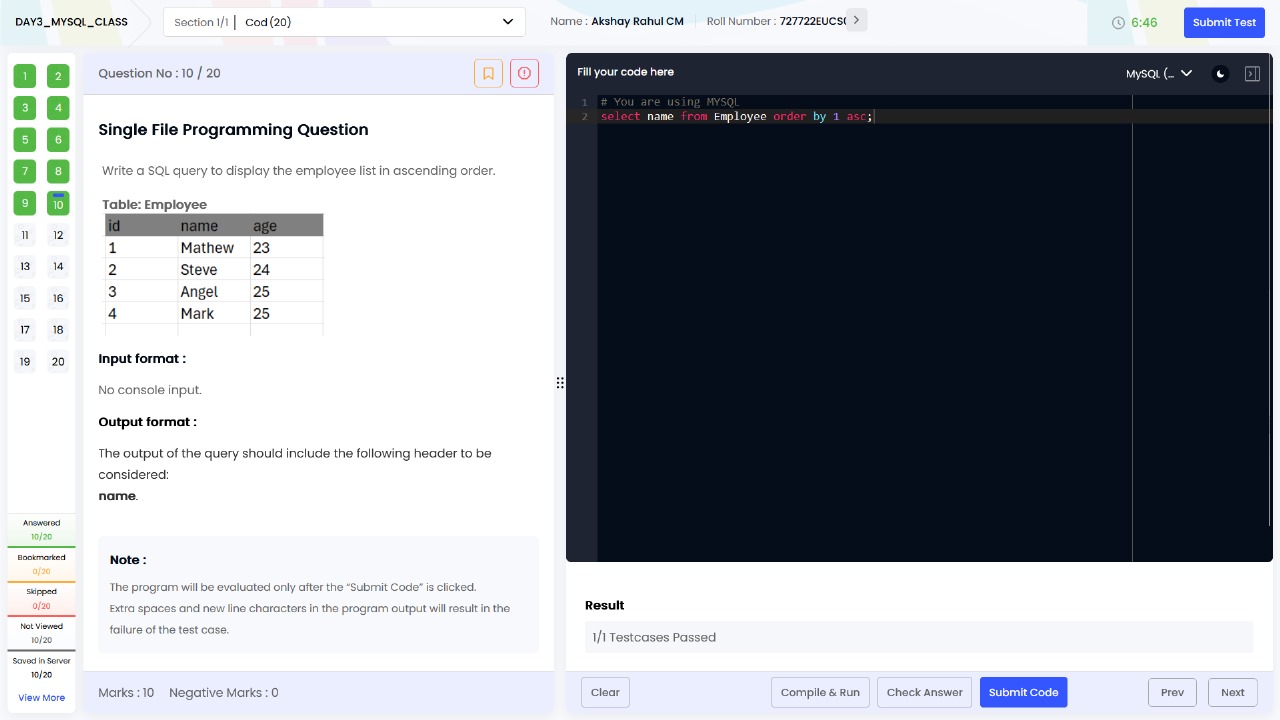 DAY3_MYSQL_CLASS
Section 1/1 | Cod (20)
Name : Akshay Rahul CM
Roll Number : 727722EUCS
6:46
Submit Test
1 2
3 4
5 6
7 8
9 10
11 12
13 14
15 16
17 18
19 20
Answered
10/20
Bookmarked
0/20
Skipped
0/20
Not Viewed
10/20
Saved in Server
10/20
View More
Question No : 10 / 20
Single File Programming Question
Write a SQL query to display the employee list in ascending order.
Table: Employee
id name age
1 Mathew 23
2 Steve 24
3 Angel 25
4 Mark 25
Input format :
No console input.
Output format :
The output of the query should include the following header to be
considered:
name.
Note :
The program will be evaluated only after the “Submit Code” is clicked.
Extra spaces and new line characters in the program output will result in the
failure of the test case.
Marks : 10 Negative Marks : 0
Fill your code here
MySQL (...
1 # You are using MYSQL
2 select name from Employee order by 1 asc;
Result
1/1 Testcases Passed
Clear
Compile & Run
Check Answer
Submit Code
Prev
Next